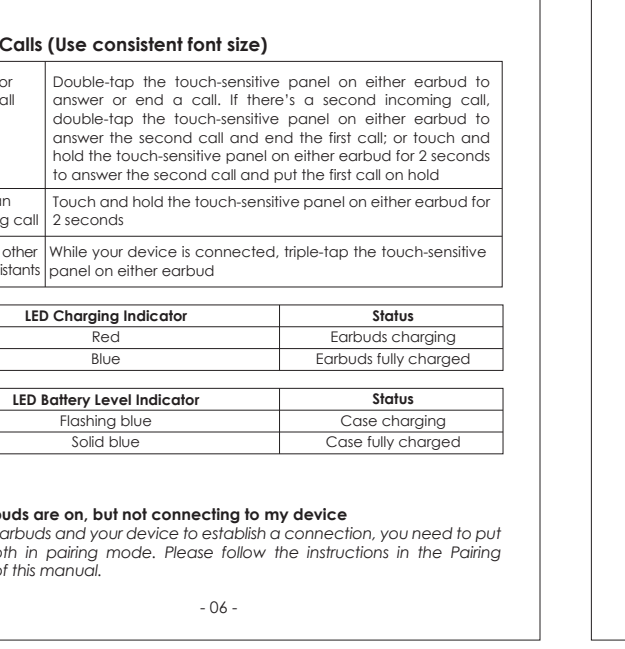 Calls (Use consistent font size)
or
all
Double-tap the touch-sensitive panel on either earbud to
answer or end a call. If there's a second incoming call,
double-tap the touch-sensitive panel on either earbud to
answer the second call and end the first call; or touch and
hold the touch-sensitive panel on either earbud for 2 seconds
to answer the second call and put the first call on hold
g call
Touch and hold the touch-sensitive panel on either earbud for
2 seconds
other
istants
While your device is connected, triple-tap the touch-sensitive
panel on either earbud
LED Charging Indicator Status
Red Earbuds charging
Blue Earbuds fully charged
LED Battery Level Indicator Status
Flashing blue Case charging
Solid blue Case fully charged
buds are on, but not connecting to my device
arbuds and your device to establish a connection, you need to put
oth in pairing mode. Please follow the instructions in the Pairing
of this manual.
- 06 -